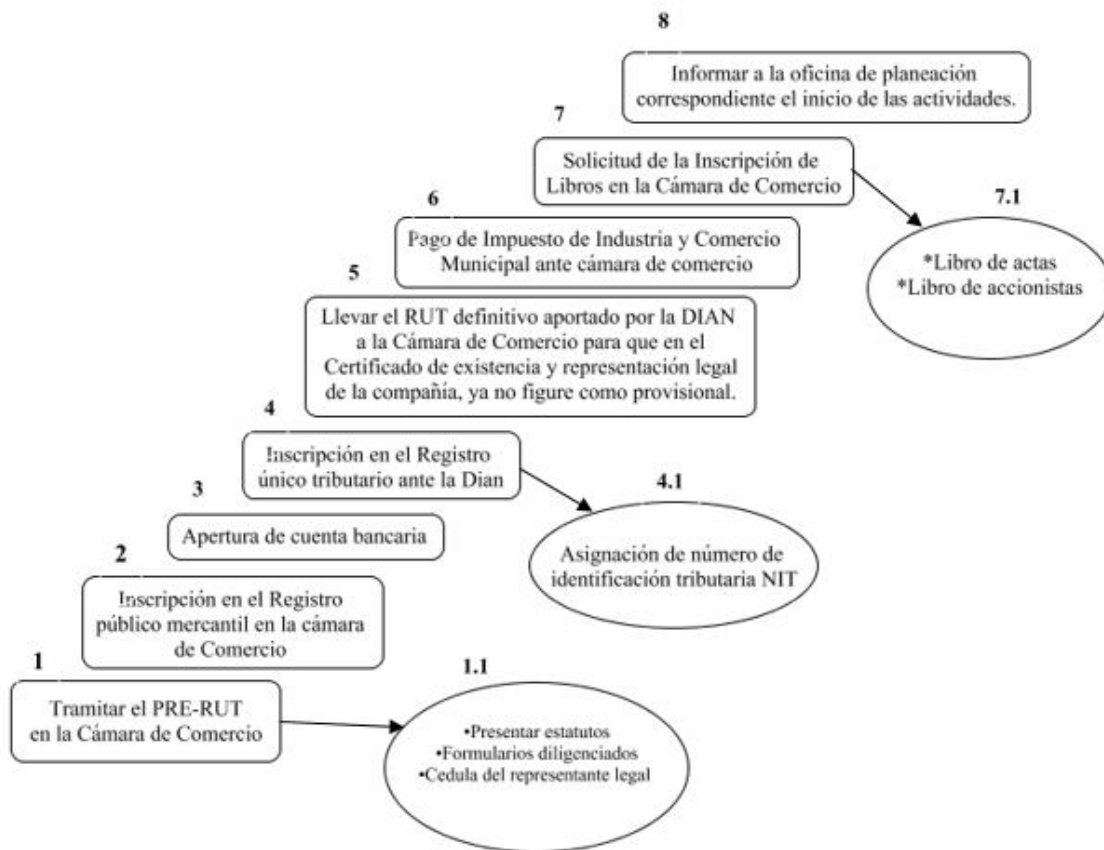 8
Informar a la oficina de planeación
correspondiente el inicio de las actividades.
7
Solicitud de la Inscripción de
Libros en la Cámara de Comercio
7.1
*Libro de actas
*Libro de accionistas
6
Pago de Impuesto de Industria y Comercio
Municipal ante cámara de comercio
5
Llevar el RUT definitivo aportado por la DIAN
a la Cámara de Comercio para que en el
Certificado de existencia y representación legal
de la compañía, ya no figure como provisional.
4
Inscripción en el Registro
único tributario ante la Dian
4.1
Asignación de número de
identificación tributaria NIT
3
Apertura de cuenta bancaria
2
Inscripción en el Registro
público mercantil en la cámara
de Comercio
1
Tramitar el PRE-RUT
en la Cámara de Comercio
1.1
•Presentar estatutos
•Formularios diligenciados
•Cedula del representante legal